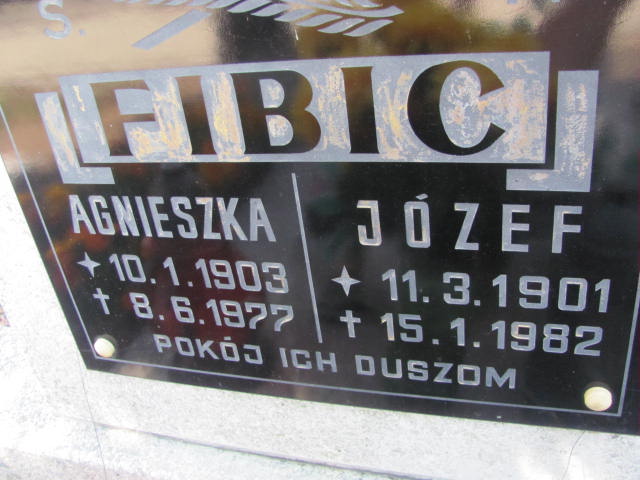 S.
FIBIC
AGNIESZKA
10.1.1903
8.6.1977
JÓZEF
11.3.1901
15.1.1982
POKÓJ ICH DUSZOM